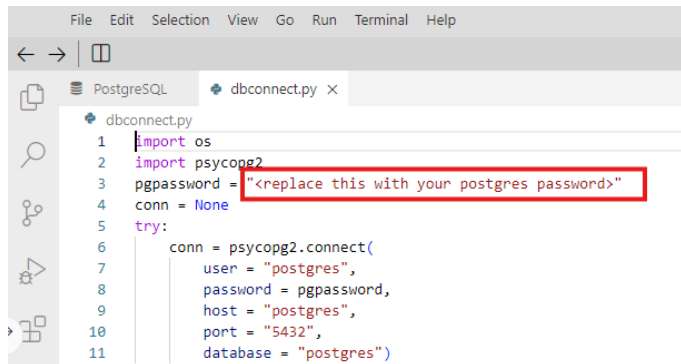 File Edit Selection View Go Run Terminal Help
PostgreSQL dbconnect.py
dbconnect.py
1 import os
2 import psycopg2
3 pgpassword = "<replace this with your postgres password>"
4 conn = None
5 try:
6     conn = psycopg2.connect(
7         user = "postgres",
8         password = pgpassword,
9         host = "postgres",
10         port = "5432",
11         database = "postgres")